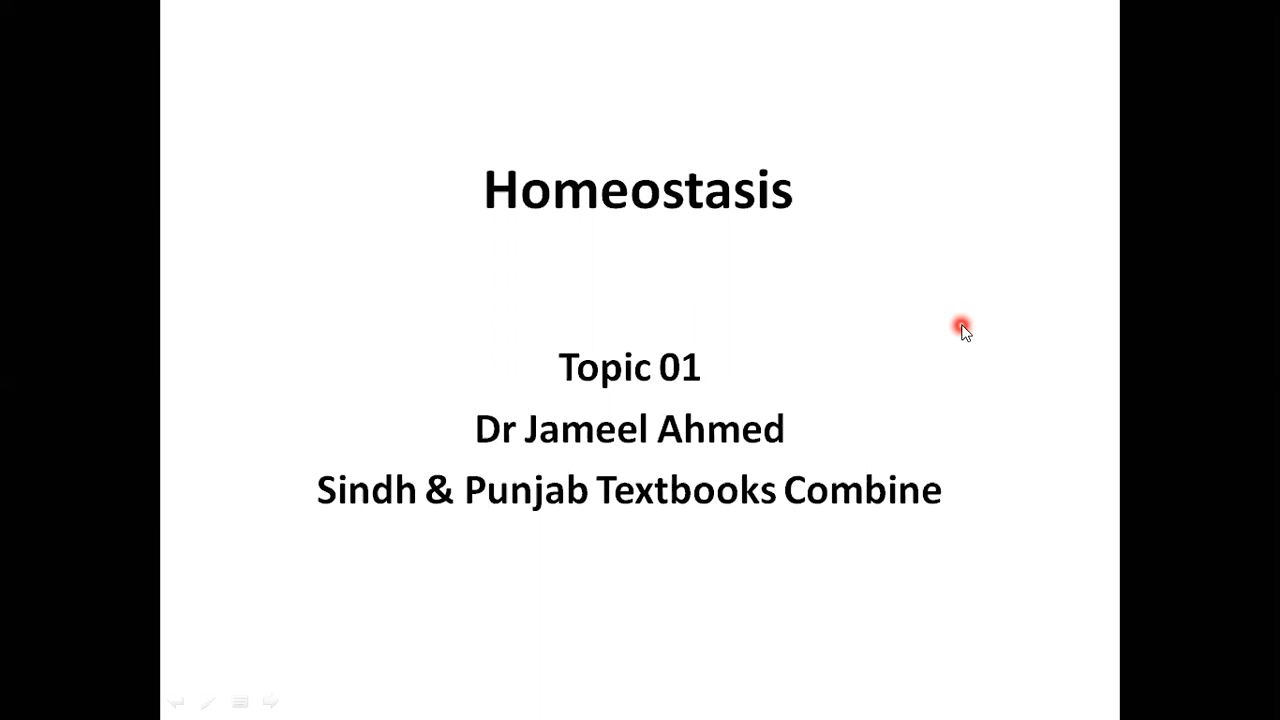 Homeostasis
Topic 01
Dr Jameel Ahmed
Sindh & Punjab Textbooks Combine